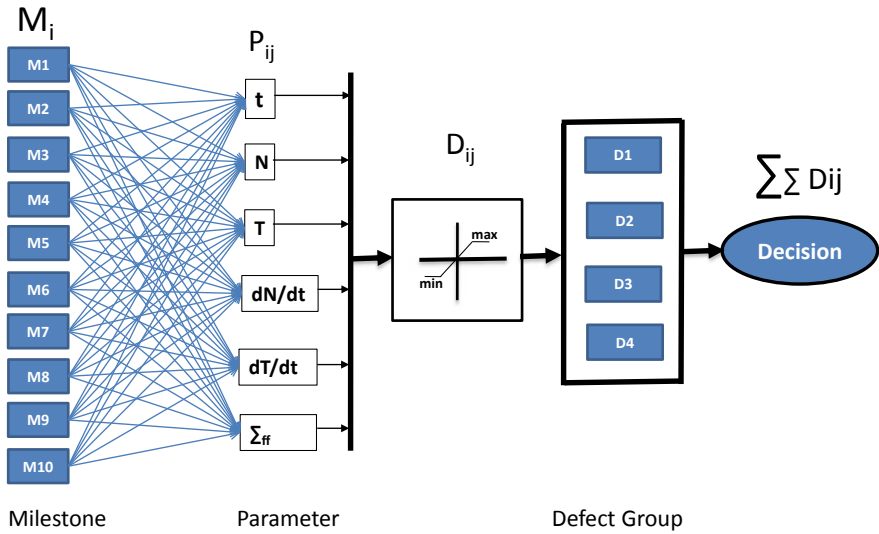 Mi
M1
M2
M3
M4
M5
M6
M7
M8
M9
M10
Milestone
Pij
t
N
T
dN/dt
dT/dt
∑ff
Parameter
Dij
max
min
D1
D2
D3
D4
Defect Group
∑∑ Dij
Decision